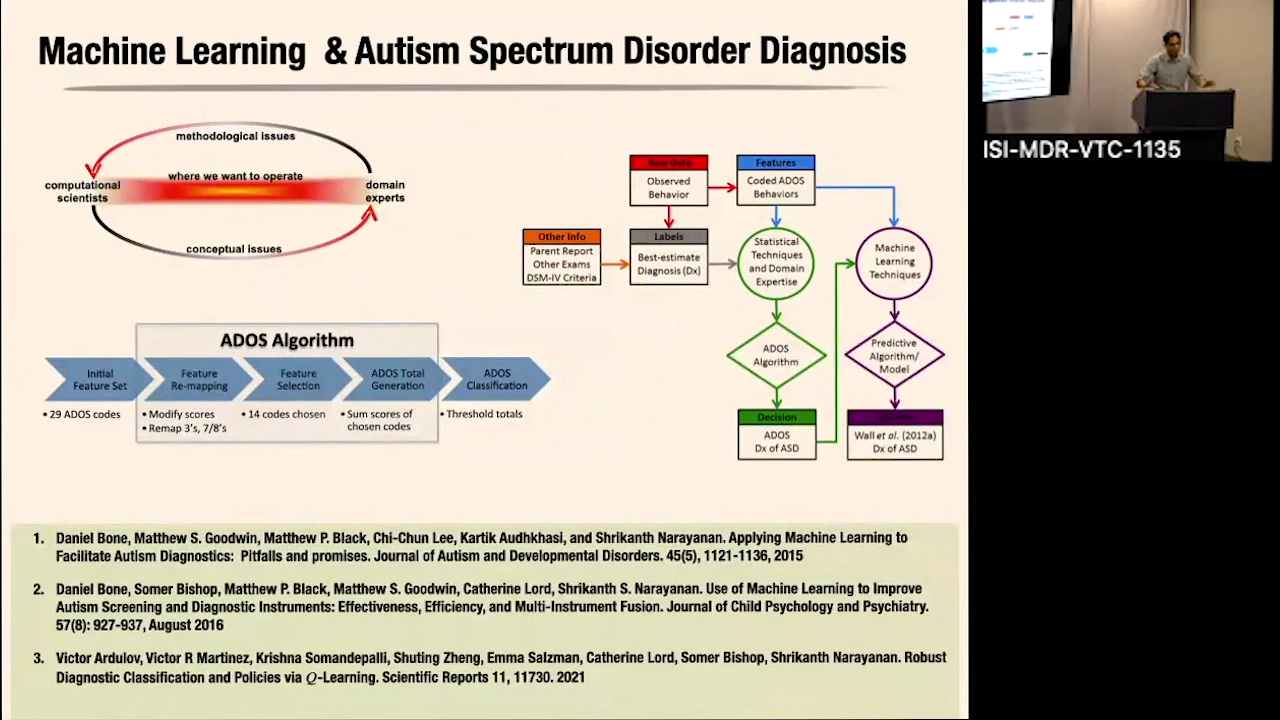 Machine Learning & Autism Spectrum Disorder Diagnosis
methodological issues
where we want to operate
computational
scientists
domain
experts
conceptual issues
Observed
Behavior
Features
Coded ADOS
Behaviors
Other Info
Parent Report
Other Exams
DSM-IV Criteria
Labels
Best-estimate
Diagnosis (Dx)
Statistical
Techniques
and Domain
Expertise
Machine
Learning
Techniques
ADOS
Algorithm
Predictive
Algorithm/
Model
Decision
ADOS
Dx of ASD
Wall et al. (2012a)
Dx of ASD
ADOS Algorithm
Initial
Feature Set
Feature
Re-mapping
Feature
Selection
ADOS Total
Generation
ADOS
Classification
• 29 ADOS codes
• Modify scores
• Remap 3's, 7/8's
• 14 codes chosen
• Sum scores of
chosen codes
• Threshold totals
1. Daniel Bone, Matthew S. Goodwin, Matthew P. Black, Chi-Chun Lee, Kartik Audhkhasi, and Shrikanth Narayanan. Applying Machine Learning to
Facilitate Autism Diagnostics: Pitfalls and promises. Journal of Autism and Developmental Disorders. 45(5), 1121-1136, 2015
2. Daniel Bone, Somer Bishop, Matthew P. Black, Matthew S. Goodwin, Catherine Lord, Shrikanth S. Narayanan. Use of Machine Learning to Improve
Autism Screening and Diagnostic Instruments: Effectiveness, Efficiency, and Multi-Instrument Fusion. Journal of Child Psychology and Psychiatry.
57(8): 927-937, August 2016
3. Victor Ardulov, Victor R Martinez, Krishna Somandepalli, Shuting Zheng, Emma Salzman, Catherine Lord, Somer Bishop, Shrikanth Narayanan. Robust
Diagnostic Classification and Policies via Q-Learning. Scientific Reports 11, 11730. 2021
ISI-MDR-VTC-1135